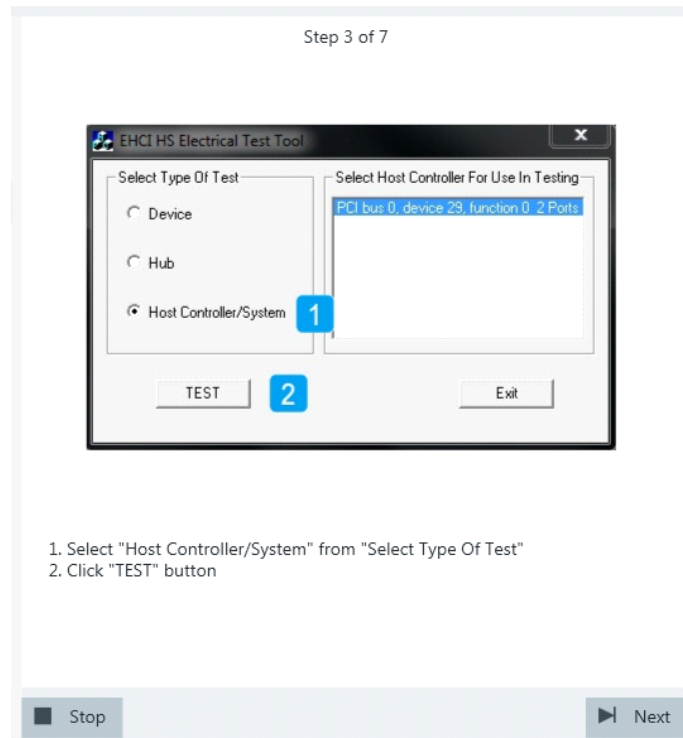 Step 3 of 7
EHCI HS Electrical Test Tool
x
Select Type Of Test
Select Host Controller For Use In Testing
Device
PCI bus 0, device 29, function 0 2 Ports
Hub
Host Controller/System
1
TEST
2
Exit
1. Select "Host Controller/System" from "Select Type Of Test"
2. Click "TEST" button
Stop
Next